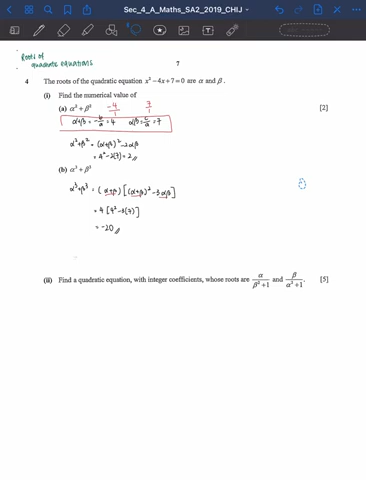 Sec_4_A_Maths_SA2_2019_CHIJ
Roots of
quadratic equations
7
4 The roots of the quadratic equation x² − 4x + 7 = 0 are α and β.
(i) Find the numerical value of
(a) α² + β² −4/1 7/1 [2]
α+β = −b/a = 4 αβ = c/a = 7
α²+β² = (α+β)² − 2αβ
= 4² − 2(7) = 2
(b) α³ + β³
α³+β³ = (α+β)[(α+β)² − 3αβ]
= 4[4² − 3(7)]
= −20
(ii) Find a quadratic equation, with integer coefficients, whose roots are α/(β²+1) and β/(α²+1). [5]